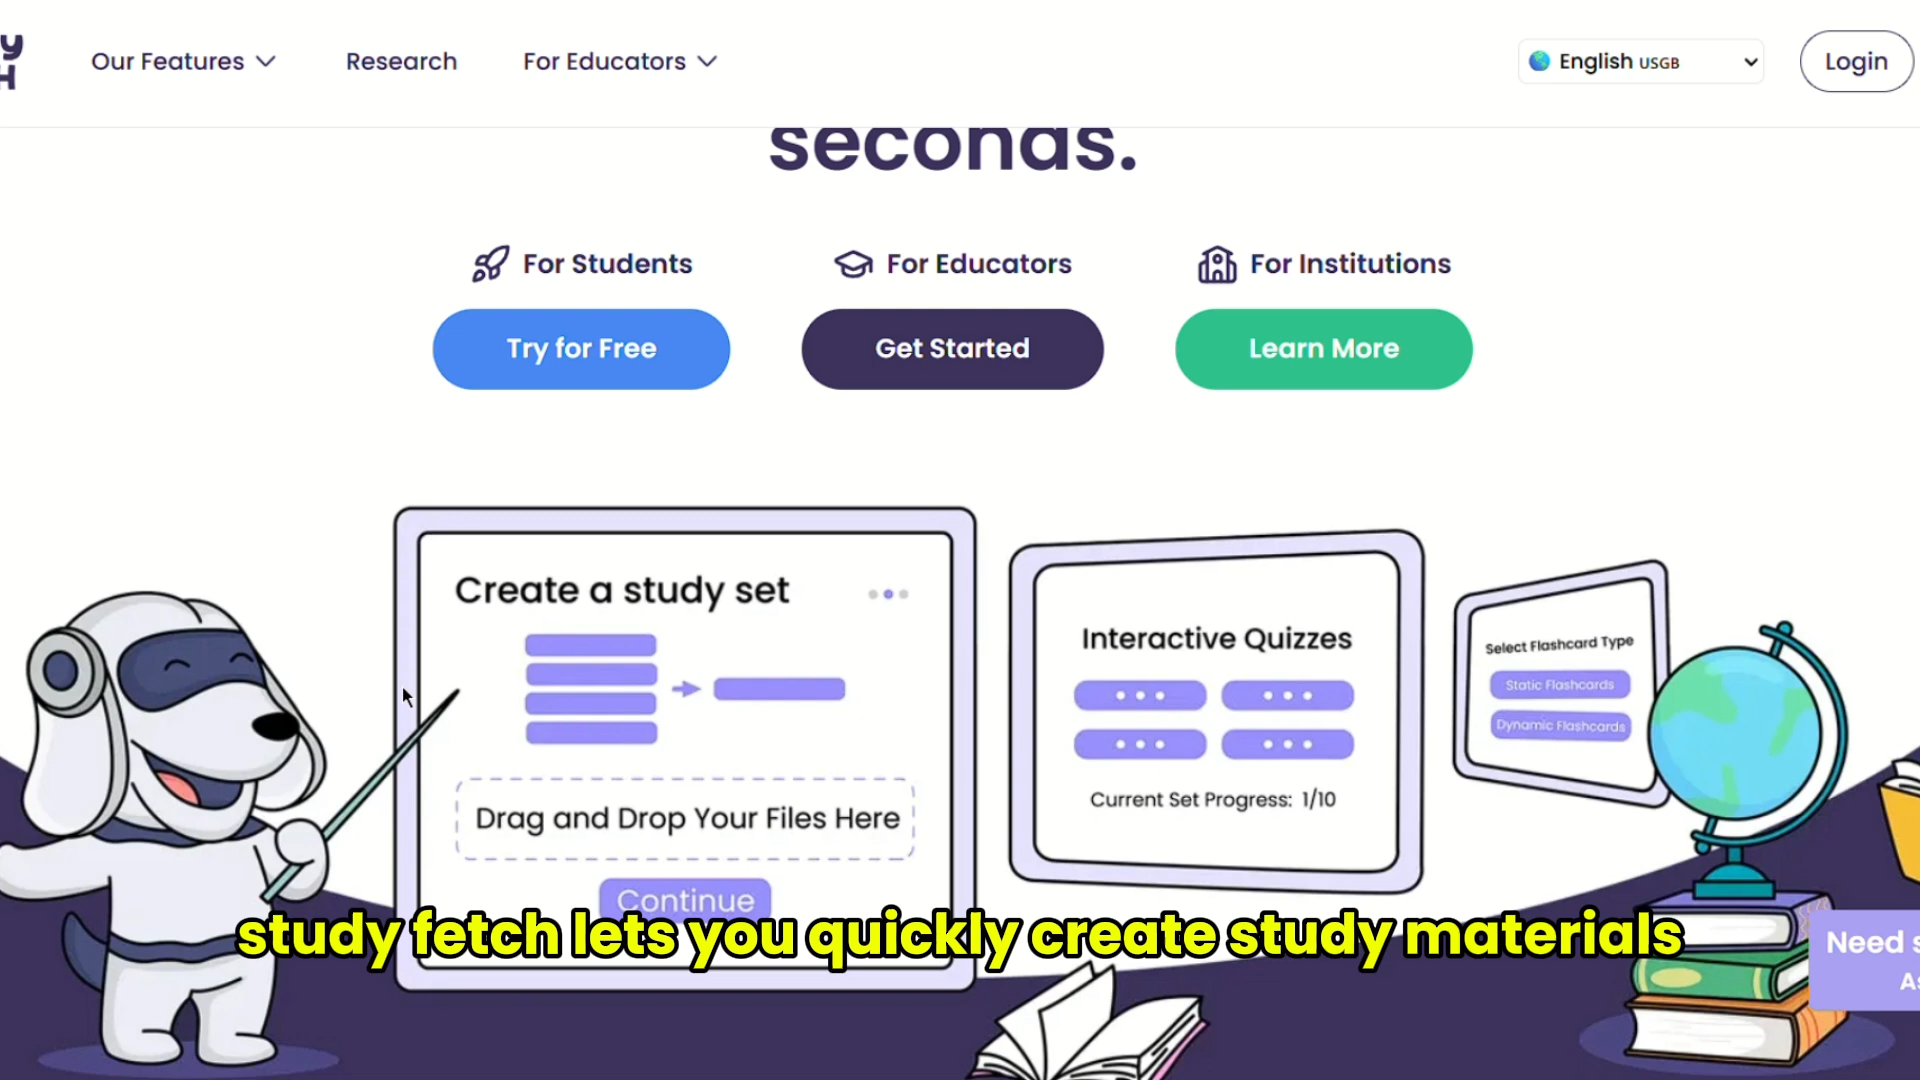 Our Features
Research
For Educators
English USGB
Login
seconds.
For Students
For Educators
For Institutions
Try for Free
Get Started
Learn More
Create a study set
Drag and Drop Your Files Here
Continue
Interactive Quizzes
Current Set Progress: 1/10
Select Flashcard Type
Static Flashcards
Dynamic Flashcards
study fetch lets you quickly create study materials
Need